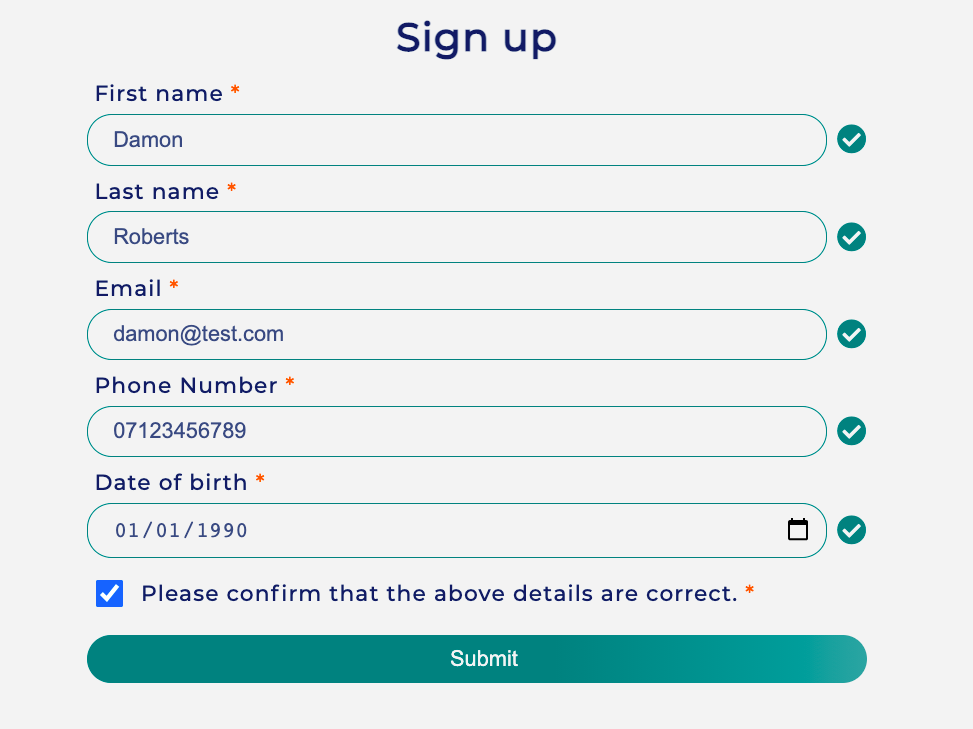 Sign up
First name *
Damon
Last name *
Roberts
Email *
damon@test.com
Phone Number *
07123456789
Date of birth *
01/01/1990
Please confirm that the above details are correct. *
Submit